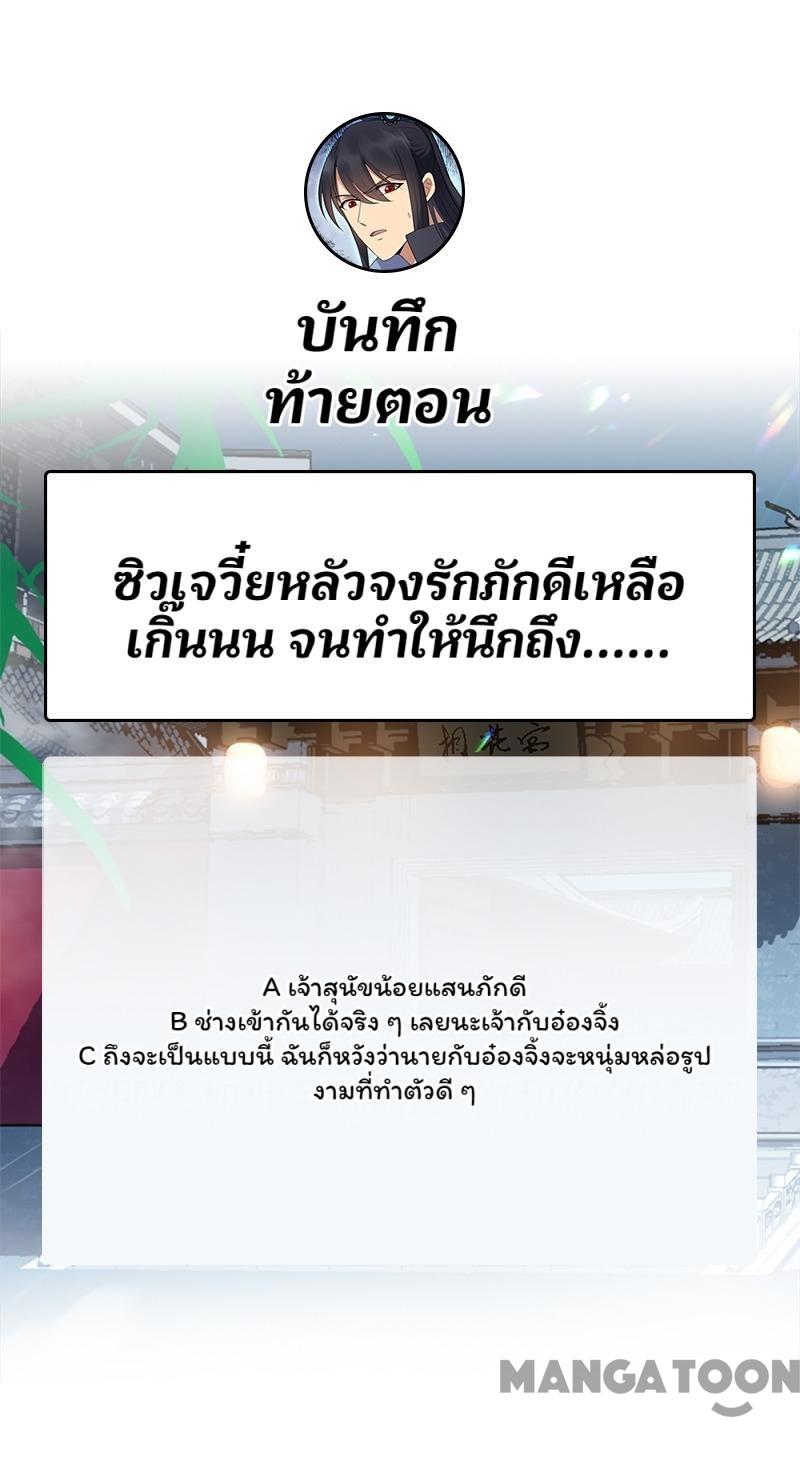 บันทึก
ท้ายตอน
ซิวเจวี๋ยหลัวจงรักภักดีเหลือ
เกิ๊นนน จนทำให้นึกถึง......
相花宮
A เจ้าสุนัขน้อยแสนภักดี
B ช่างเข้ากันได้จริง ๆ เลยนะเจ้ากับอ๋องจิ้ง
C ถึงจะเป็นแบบนี้ ฉันก็หวังว่านายกับอ๋องจิ้งจะหนุ่มหล่อรูป
งามที่ทำตัวดี ๆ
MANGATOON